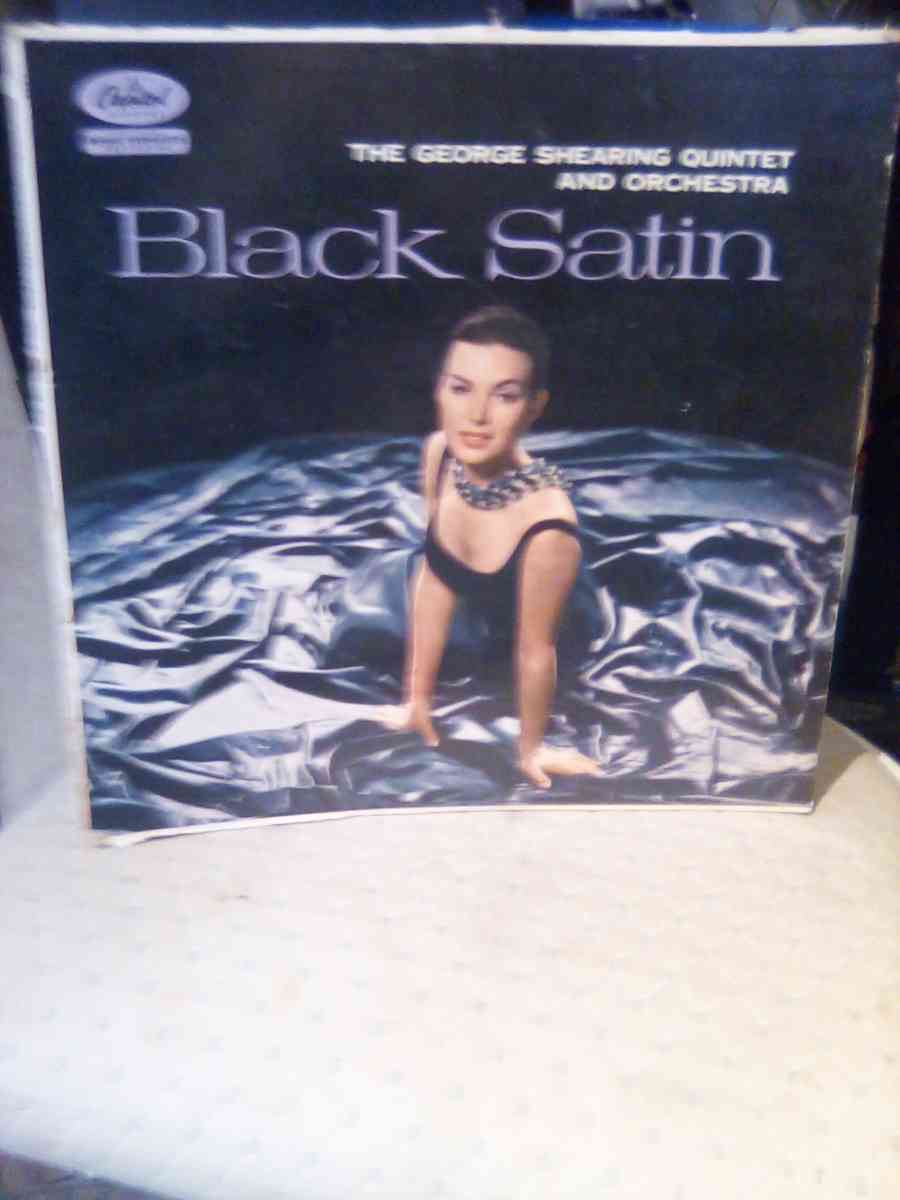 Capitol
THE GEORGE SHEARING QUINTET
AND ORCHESTRA
Black Satin